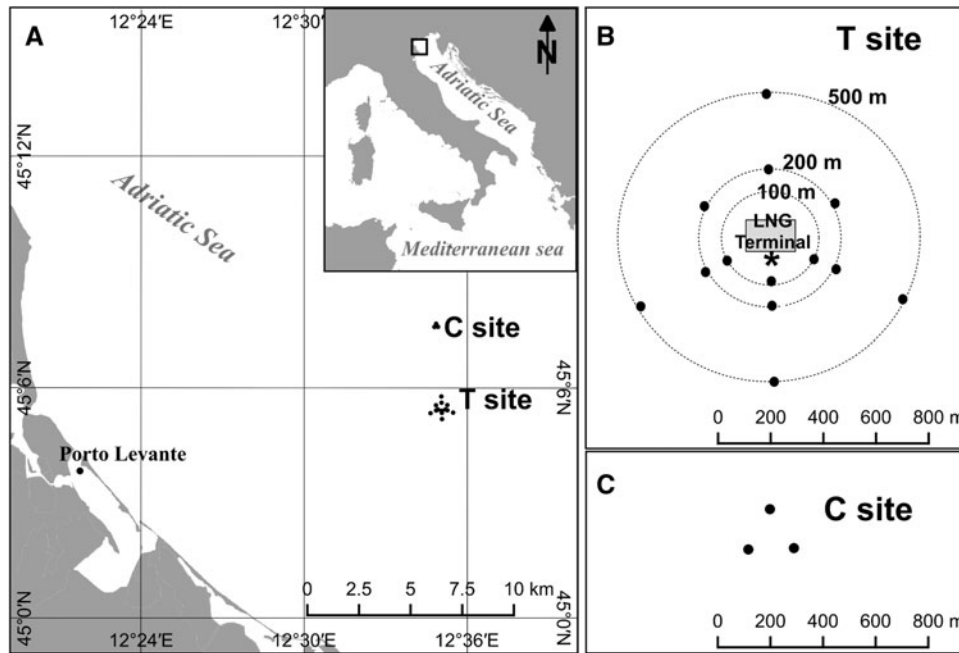 A
12°24'E
12°30'E
N
Adriatic Sea
Mediterranean sea
45°12'N
Adriatic Sea
C site
45°6'N
45°6'N
T site
Porto Levante
0 2.5 5 7.5 10 km
45°0'N
45°0'N
12°24'E
12°30'E
12°36'E
B
T site
500 m
200 m
100 m
LNG
Terminal
*
0 200 400 600 800 m
C
C site
0 200 400 600 800 m